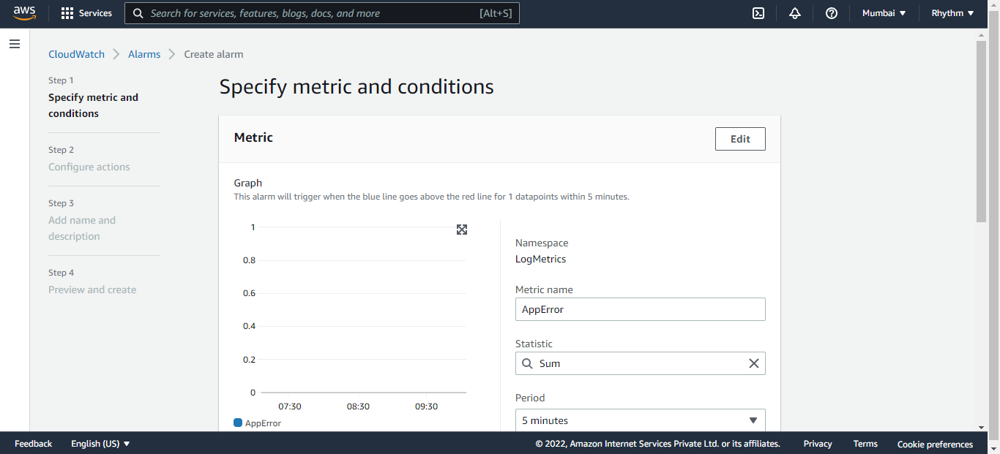 aws
Services
Search for services, features, blogs, docs, and more
[Alt+S]
Mumbai
Rhythm
CloudWatch
Alarms
Create alarm
Step 1
Specify metric and
conditions
Step 2
Configure actions
Step 3
Add name and
description
Step 4
Preview and create
Specify metric and conditions
Metric
Edit
Graph
This alarm will trigger when the blue line goes above the red line for 1 datapoints within 5 minutes.
1
0.8
0.6
0.4
0.2
0
07:30
08:30
09:30
AppError
Namespace
LogMetrics
Metric name
AppError
Statistic
Sum
Period
5 minutes
Feedback
English (US)
© 2022, Amazon Internet Services Private Ltd. or its affiliates.
Privacy
Terms
Cookie preferences